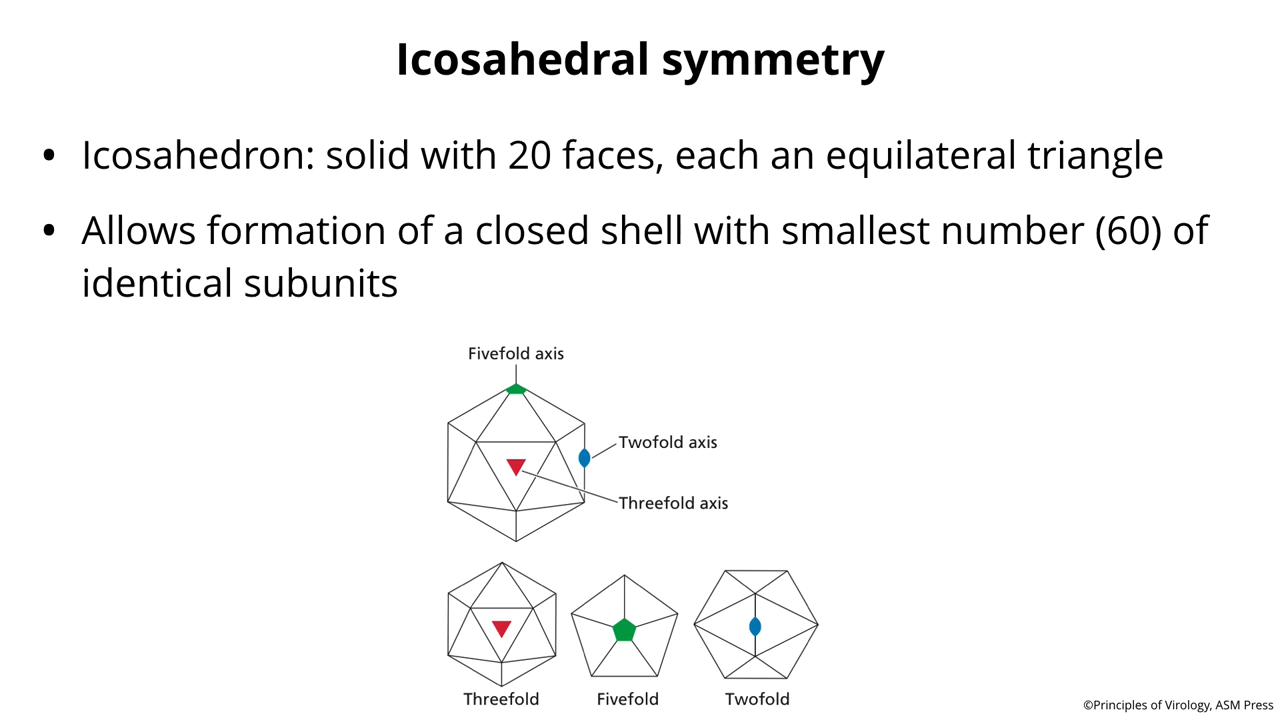 Icosahedral symmetry
• Icosahedron: solid with 20 faces, each an equilateral triangle
• Allows formation of a closed shell with smallest number (60) of
identical subunits
Fivefold axis
Twofold axis
Threefold axis
Threefold
Fivefold
Twofold
©Principles of Virology, ASM Press